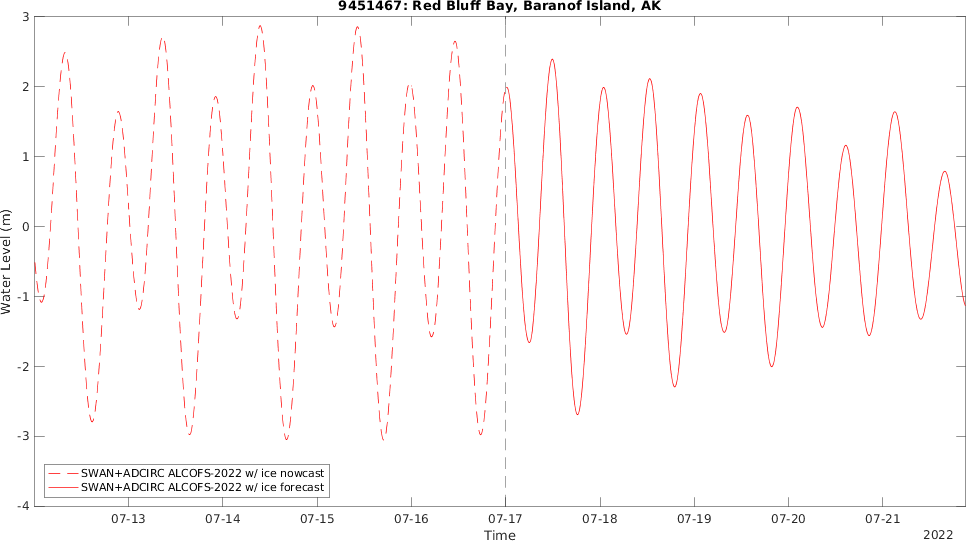 9451467: Red Bluff Bay, Baranof Island, AK
3
2
1
0
-1
-2
-3
-4
Water Level (m)
SWAN+ADCIRC ALCOFS-2022 w/ ice nowcast
SWAN+ADCIRC ALCOFS-2022 w/ ice forecast
07-13 07-14 07-15 07-16 07-17 07-18 07-19 07-20 07-21
Time
2022